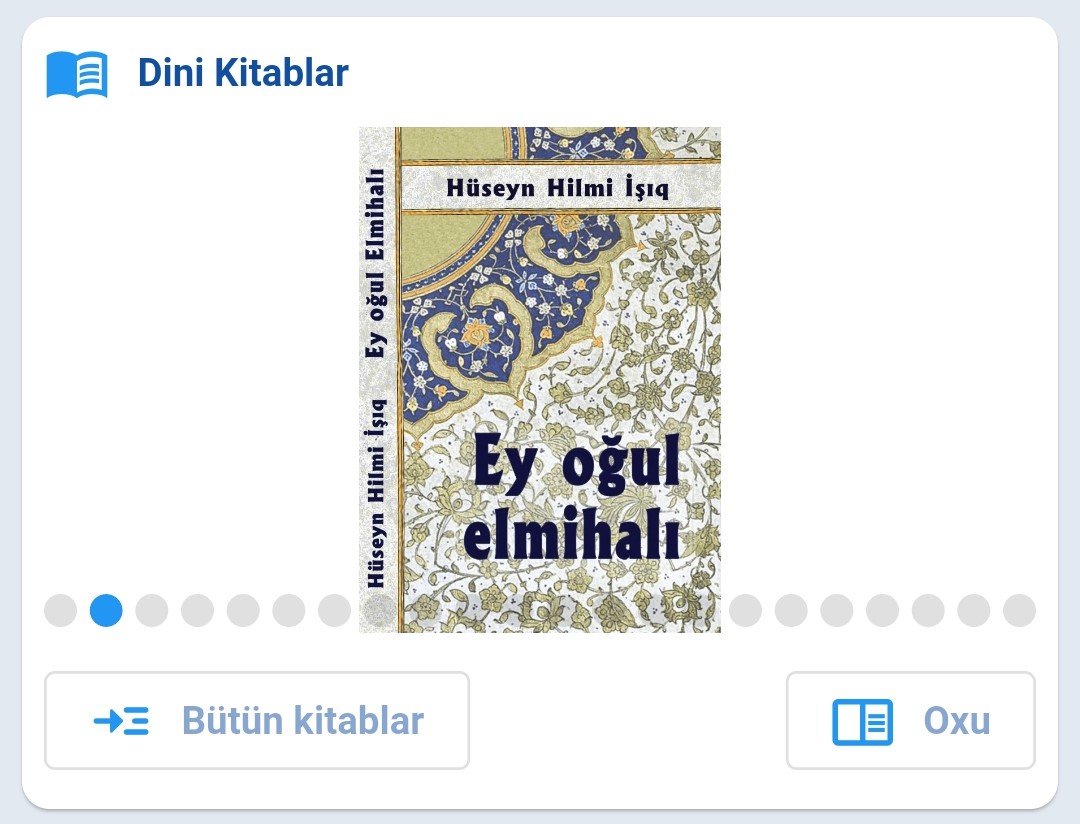 Dini Kitablar
Hüseyn Hilmi İşıq
Ey oğul Elmihalı
Hüseyn Hilmi İşıq
Ey oğul
elmihalı
Bütün kitablar
Oxu